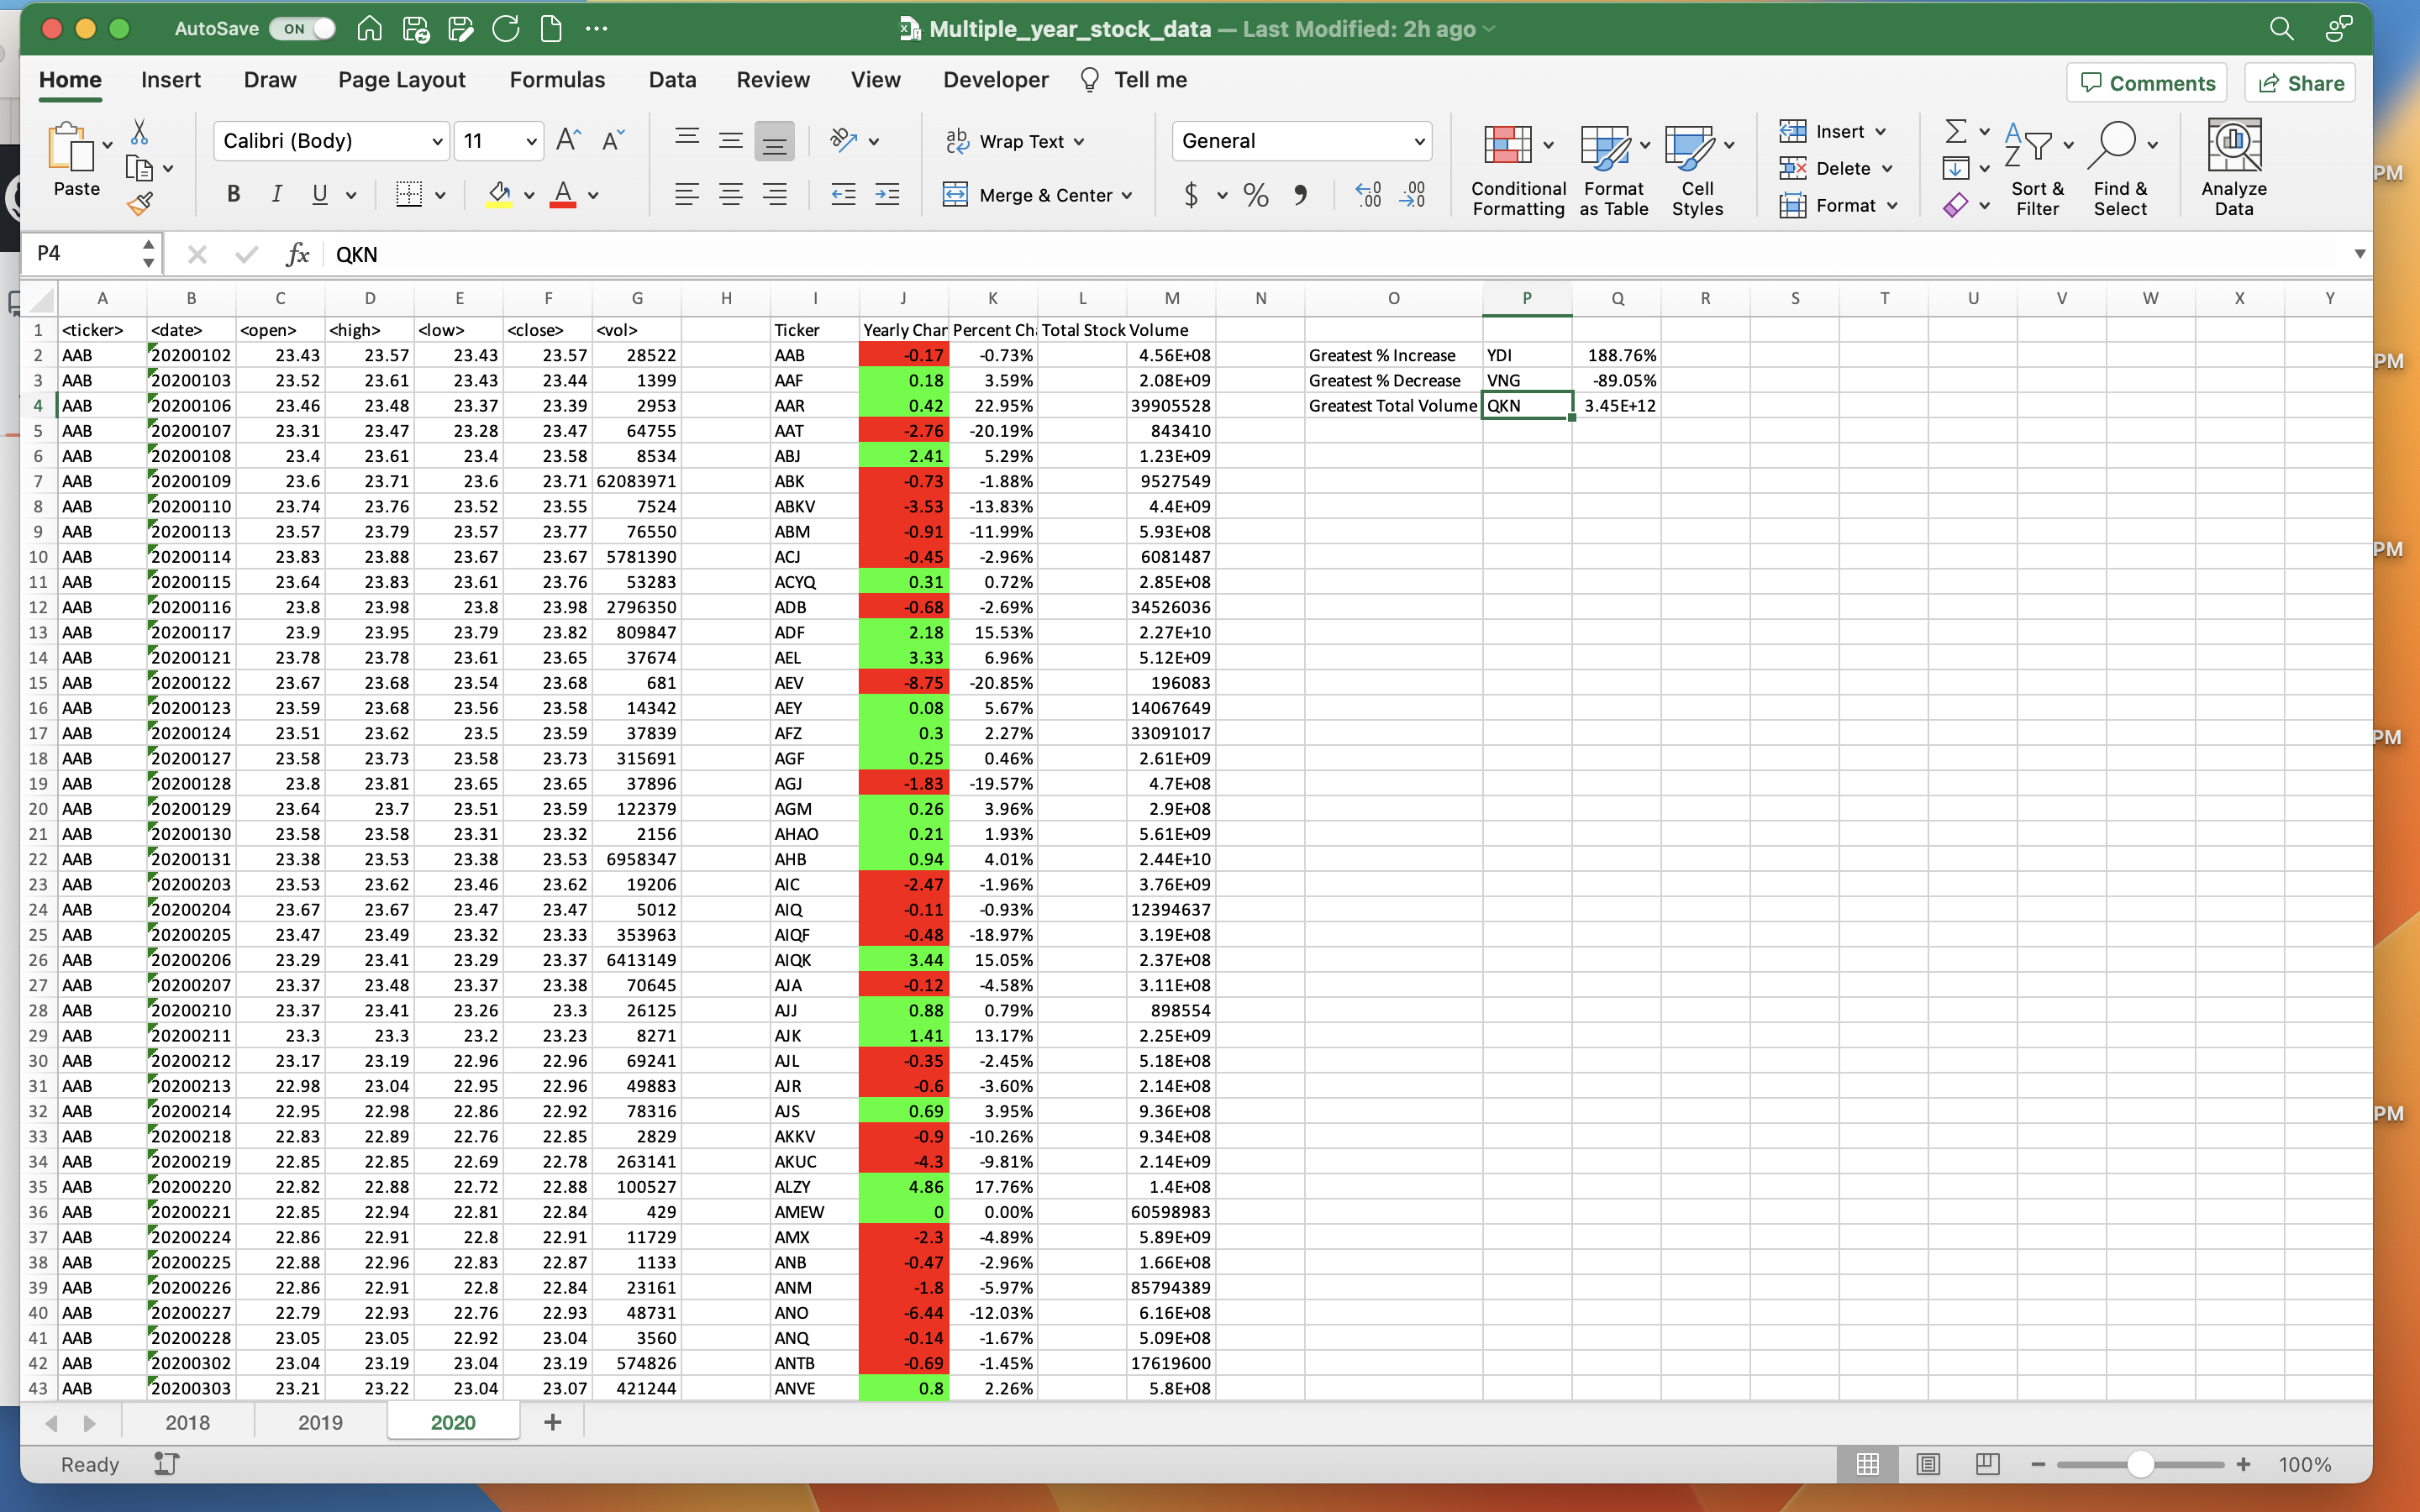 AutoSave ON Multiple_year_stock_data — Last Modified: 2h ago
Home Insert Draw Page Layout Formulas Data Review View Developer Tell me Comments Share
Paste Calibri (Body) 11 Wrap Text Merge & Center General Conditional Formatting Format as Table Cell Styles Insert Delete Format Sort & Filter Find & Select Analyze Data
P4 fx QKN
A B C D E F G H I J K L M N O P Q R S T U V W X Y
1 <ticker> <date> <open> <high> <low> <close> <vol> Ticker Yearly Char Percent Ch Total Stock Volume
2 AAB 20200102 23.43 23.57 23.43 23.57 28522 AAB -0.17 -0.73% 4.56E+08 Greatest % Increase YDI 188.76%
3 AAB 20200103 23.52 23.61 23.43 23.44 1399 AAF 0.18 3.59% 2.08E+09 Greatest % Decrease VNG -89.05%
4 AAB 20200106 23.46 23.48 23.37 23.39 2953 AAR 0.42 22.95% 39905528 Greatest Total Volume QKN 3.45E+12
5 AAB 20200107 23.31 23.47 23.28 23.47 64755 AAT -2.76 -20.19% 843410
6 AAB 20200108 23.4 23.61 23.4 23.58 8534 ABJ 2.41 5.29% 1.23E+09
7 AAB 20200109 23.6 23.71 23.6 23.71 62083971 ABK -0.73 -1.88% 9527549
8 AAB 20200110 23.74 23.76 23.52 23.55 7524 ABKV -3.53 -13.83% 4.4E+09
9 AAB 20200113 23.57 23.79 23.57 23.77 76550 ABM -0.91 -11.99% 5.93E+08
10 AAB 20200114 23.83 23.88 23.67 23.67 5781390 ACJ -0.45 -2.96% 6081487
11 AAB 20200115 23.64 23.83 23.61 23.76 53283 ACYQ 0.31 0.72% 2.85E+08
12 AAB 20200116 23.8 23.98 23.8 23.98 2796350 ADB -0.68 -2.69% 34526036
13 AAB 20200117 23.9 23.95 23.79 23.82 809847 ADF 2.18 15.53% 2.27E+10
14 AAB 20200121 23.78 23.78 23.61 23.65 37674 AEL 3.33 6.96% 5.12E+09
15 AAB 20200122 23.67 23.68 23.54 23.68 681 AEV -8.75 -20.85% 196083
16 AAB 20200123 23.59 23.68 23.56 23.58 14342 AEY 0.08 5.67% 14067649
17 AAB 20200124 23.51 23.62 23.5 23.59 37839 AFZ 0.3 2.27% 33091017
18 AAB 20200127 23.58 23.73 23.58 23.73 315691 AGF 0.25 0.46% 2.61E+09
19 AAB 20200128 23.8 23.81 23.65 23.65 37896 AGJ -1.83 -19.57% 4.7E+08
20 AAB 20200129 23.64 23.7 23.51 23.59 122379 AGM 0.26 3.96% 2.9E+08
21 AAB 20200130 23.58 23.58 23.31 23.32 2156 AHAO 0.21 1.93% 5.61E+09
22 AAB 20200131 23.38 23.53 23.38 23.53 6958347 AHB 0.94 4.01% 2.44E+10
23 AAB 20200203 23.53 23.62 23.46 23.62 19206 AIC -2.47 -1.96% 3.76E+09
24 AAB 20200204 23.67 23.67 23.47 23.47 5012 AIQ -0.11 -0.93% 12394637
25 AAB 20200205 23.47 23.49 23.32 23.33 353963 AIQF -0.48 -18.97% 3.19E+08
26 AAB 20200206 23.29 23.41 23.29 23.37 6413149 AIQK 3.44 15.05% 2.37E+08
27 AAB 20200207 23.37 23.48 23.37 23.38 70645 AJA -0.12 -4.58% 3.11E+08
28 AAB 20200210 23.37 23.41 23.26 23.3 26125 AJJ 0.88 0.79% 898554
29 AAB 20200211 23.3 23.3 23.2 23.23 8271 AJK 1.41 13.17% 2.25E+09
30 AAB 20200212 23.17 23.19 22.96 22.96 69241 AJL -0.35 -2.45% 5.18E+08
31 AAB 20200213 22.98 23.04 22.95 22.96 49883 AJR -0.6 -3.60% 2.14E+08
32 AAB 20200214 22.95 22.98 22.86 22.92 78316 AJS 0.69 3.95% 9.36E+08
33 AAB 20200218 22.83 22.89 22.76 22.85 2829 AKKV -0.9 -10.26% 9.34E+08
34 AAB 20200219 22.85 22.85 22.69 22.78 263141 AKUC -4.3 -9.81% 2.14E+09
35 AAB 20200220 22.82 22.88 22.72 22.88 100527 ALZY 4.86 17.76% 1.4E+08
36 AAB 20200221 22.85 22.94 22.81 22.84 429 AMEW 0 0.00% 60598983
37 AAB 20200224 22.86 22.91 22.8 22.91 11729 AMX -2.3 -4.89% 5.89E+09
38 AAB 20200225 22.88 22.96 22.83 22.87 1133 ANB -0.47 -2.96% 1.66E+08
39 AAB 20200226 22.86 22.91 22.8 22.84 23161 ANM -1.8 -5.97% 85794389
40 AAB 20200227 22.79 22.93 22.76 22.93 48731 ANO -6.44 -12.03% 6.16E+08
41 AAB 20200228 23.05 23.05 22.92 23.04 3560 ANQ -0.14 -1.67% 5.09E+08
42 AAB 20200302 23.04 23.19 23.04 23.19 574826 ANTB -0.69 -1.45% 17619600
43 AAB 20200303 23.21 23.22 23.04 23.07 421244 ANVE 0.8 2.26% 5.8E+08
2018 2019 2020 +
Ready 100%
PM
PM
PM
PM
PM